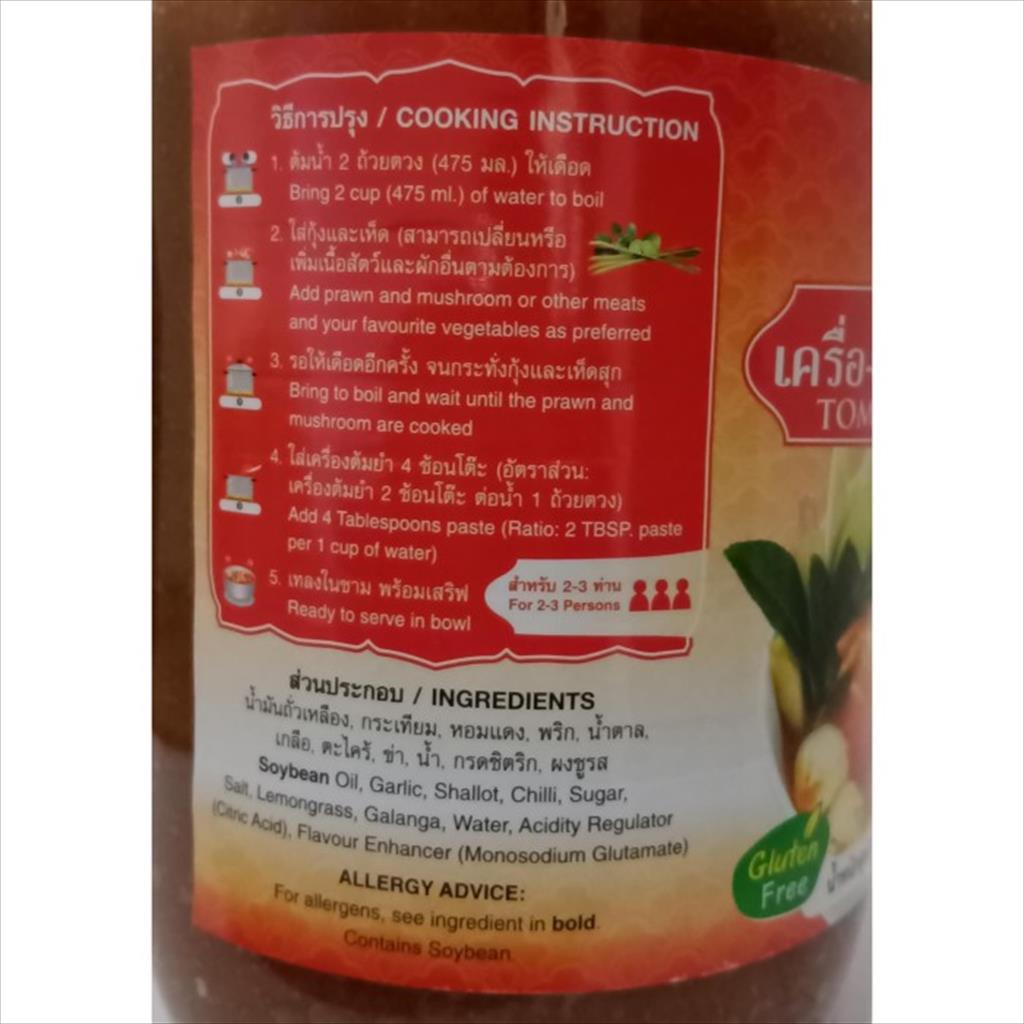 วิธีการปรุง / COOKING INSTRUCTION
1. ต้มน้ำ 2 ถ้วยตวง (475 มล.) ให้เดือด
Bring 2 cup (475 ml.) of water to boil
2. ใส่กุ้งและเห็ด (สามารถเปลี่ยนหรือ
เพิ่มเนื้อสัตว์และผักอื่นตามต้องการ)
Add prawn and mushroom or other meats
and your favourite vegetables as preferred
3. รอให้เดือดอีกครั้ง จนกระทั่งกุ้งและเห็ดสุก
Bring to boil and wait until the prawn and
mushroom are cooked
4. ใส่เครื่องต้มยำ 4 ช้อนโต๊ะ (อัตราส่วน:
เครื่องต้มยำ 2 ช้อนโต๊ะ ต่อน้ำ 1 ถ้วยตวง)
Add 4 Tablespoons paste (Ratio: 2 TBSP. paste
per 1 cup of water)
5. เทลงในชาม พร้อมเสริฟ
Ready to serve in bowl
สำหรับ 2-3 ท่าน
For 2-3 Persons
ส่วนประกอบ / INGREDIENTS
น้ำมันถั่วเหลือง, กระเทียม, หอมแดง, พริก, น้ำตาล,
เกลือ, ตะไคร้, ข่า, น้ำ, กรดซิตริก, ผงชูรส
Soybean Oil, Garlic, Shallot, Chilli, Sugar,
Salt, Lemongrass, Galanga, Water, Acidity Regulator
(Citric Acid), Flavour Enhancer (Monosodium Glutamate)
ALLERGY ADVICE:
For allergens, see ingredient in bold.
Contains Soybean.
เครื่อ
TOM
Gluten
Free